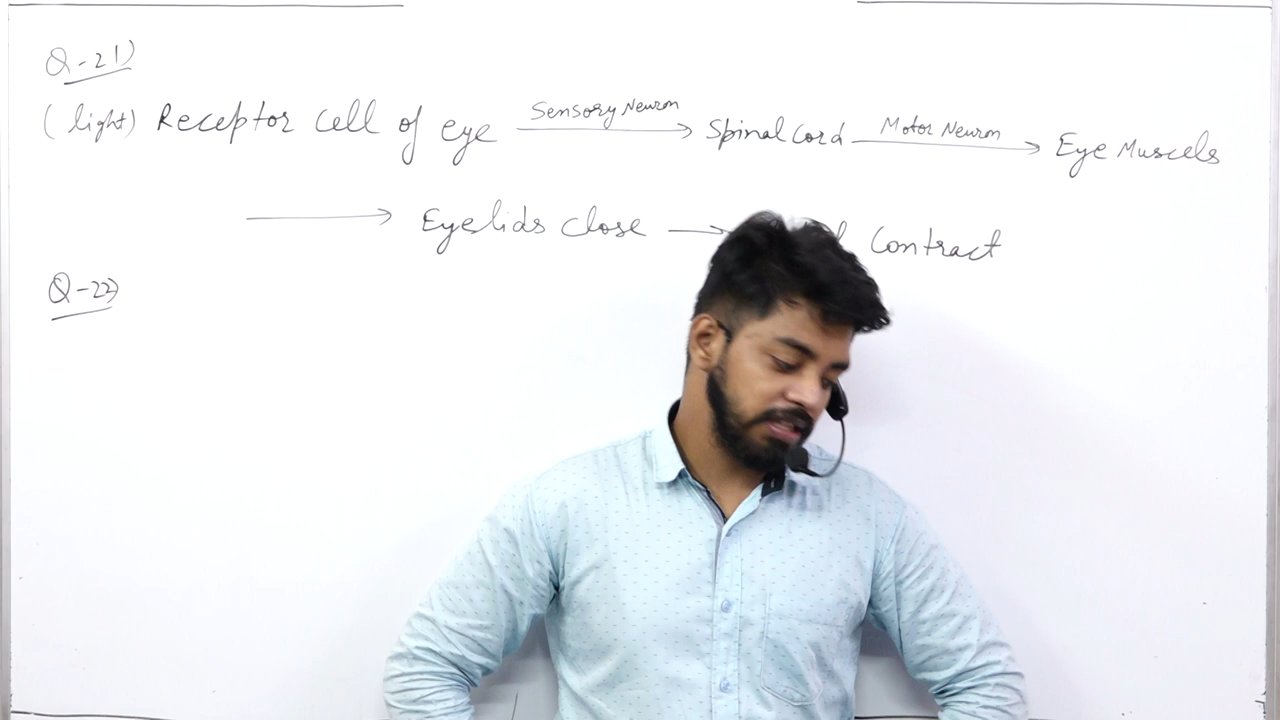 Q-21)
(light) Receptor cell of eye Sensory Neuron → Spinal Cord Motor Neuron → Eye Muscels
→ Eyelids close → Contract
Q-22)